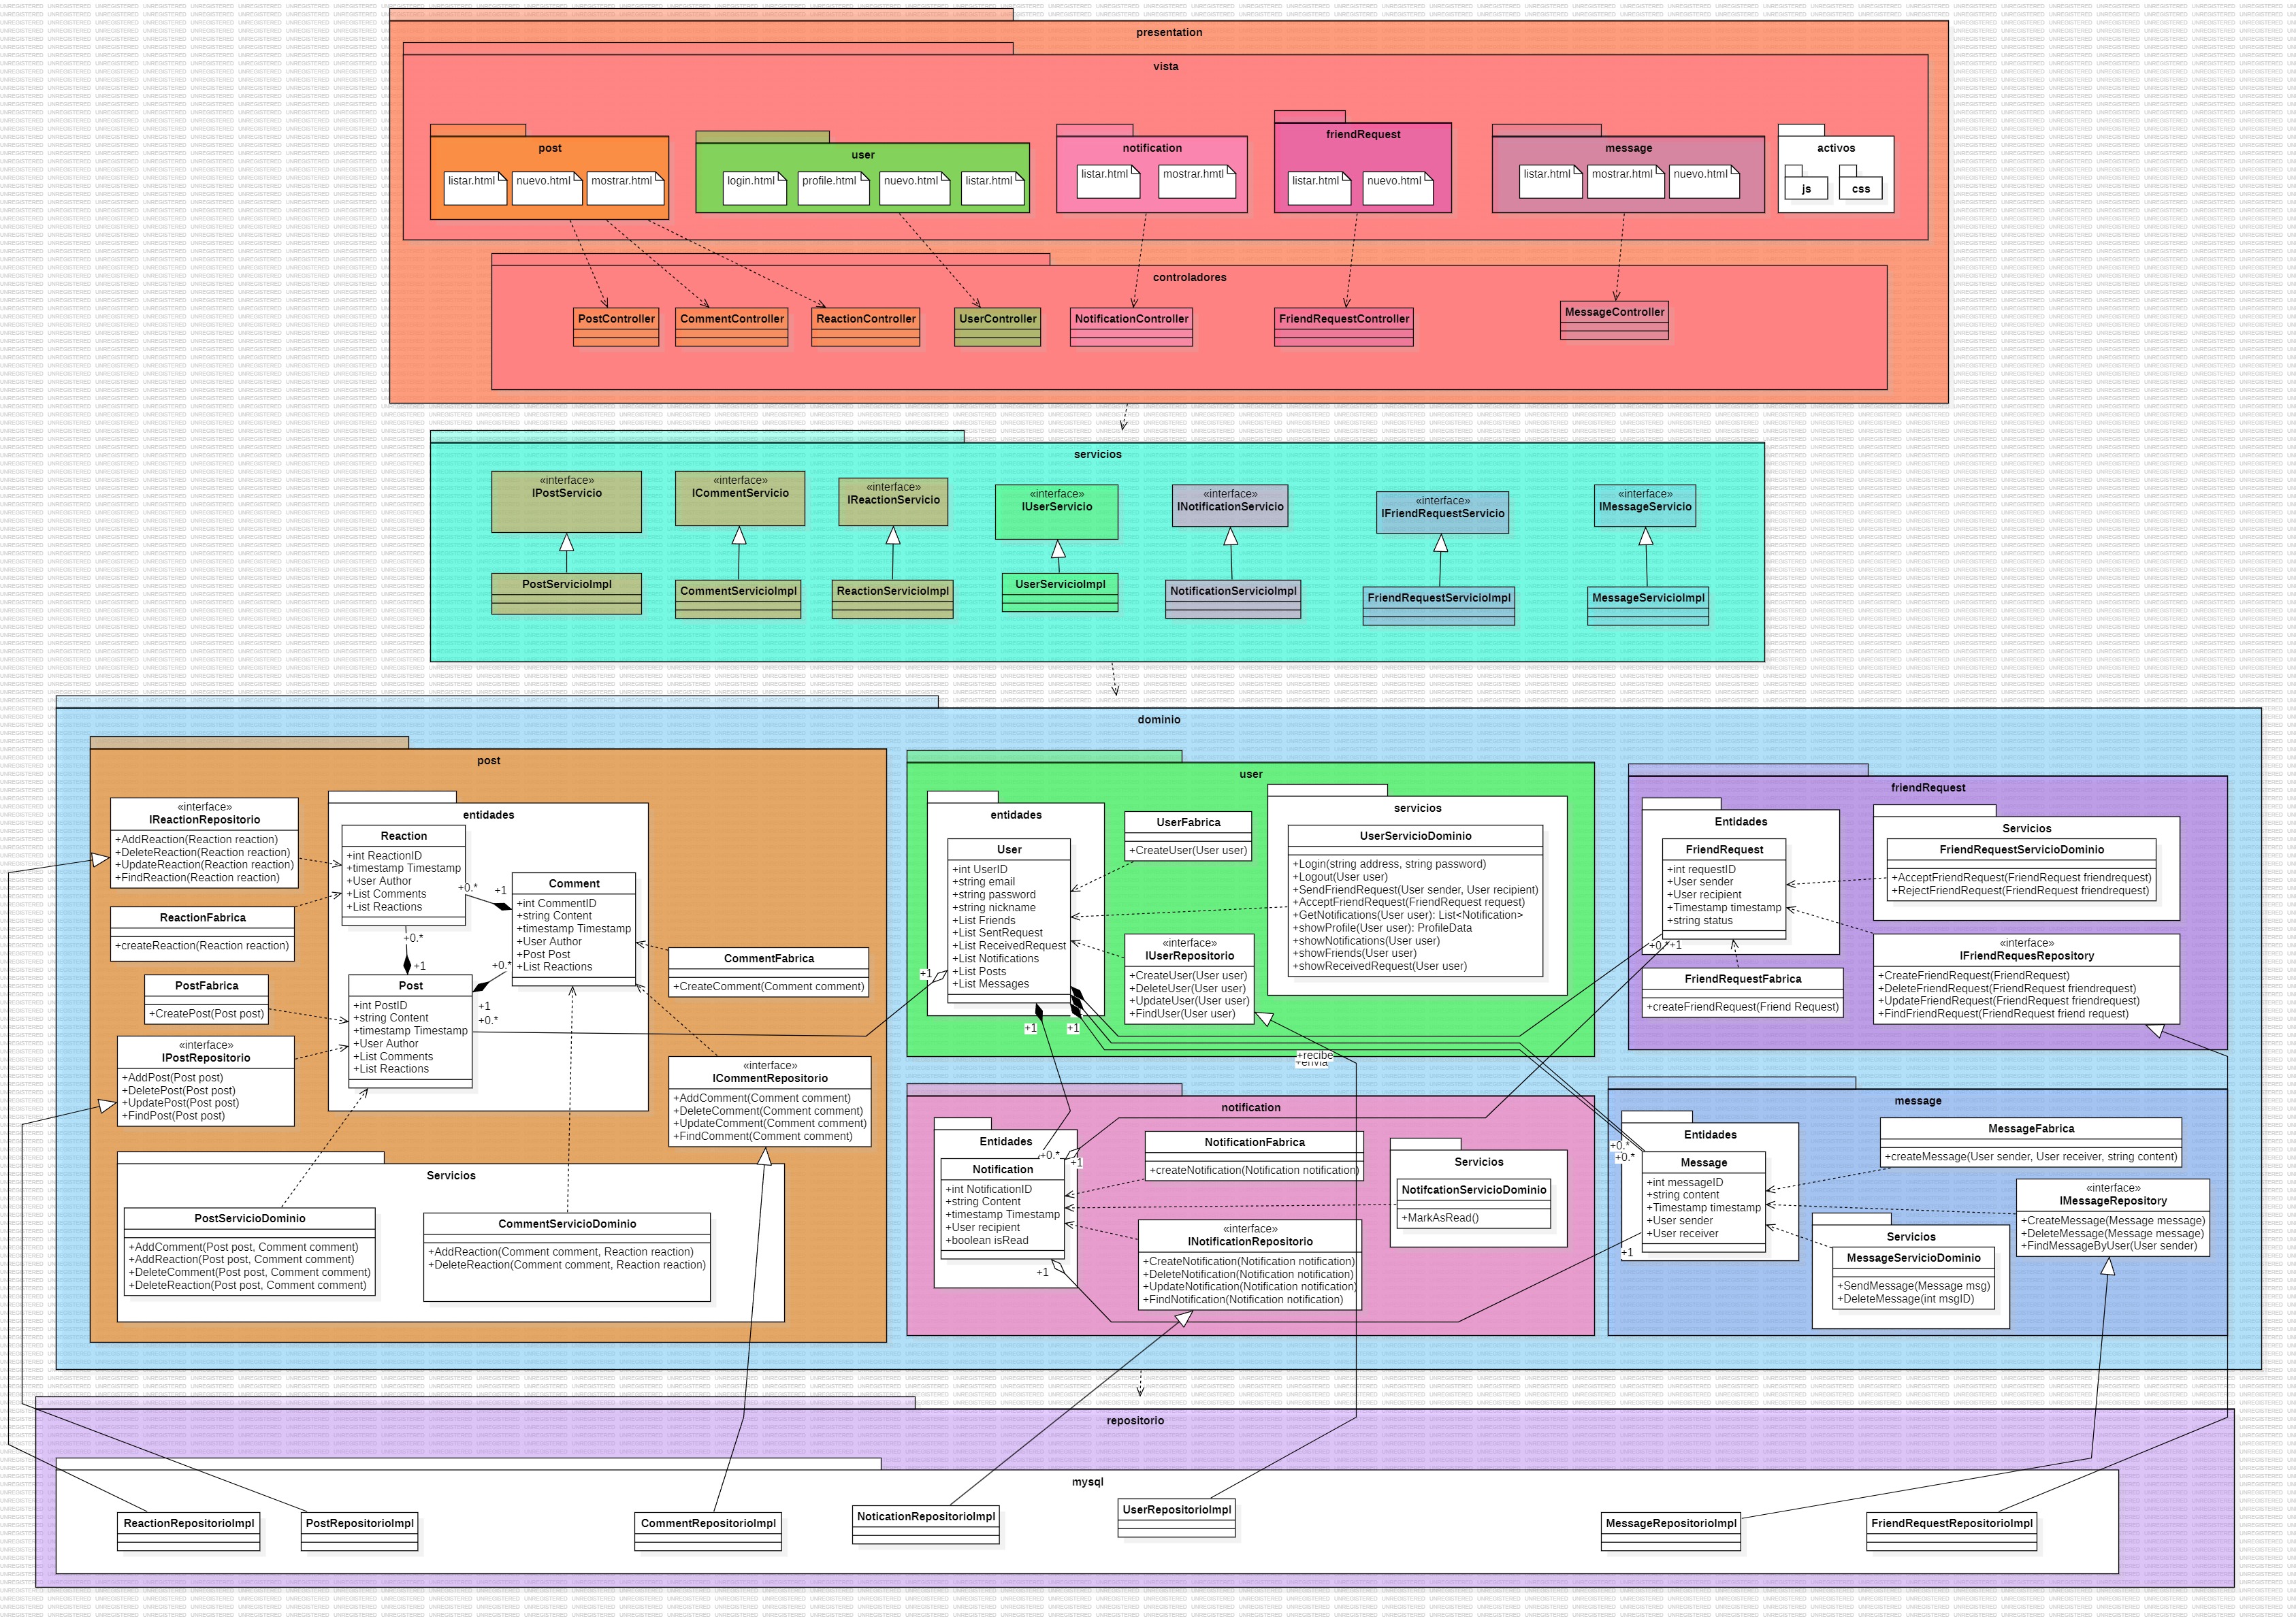 presentation
vista
post
listar.html
nuevo.html
mostrar.html
user
login.html
profile.html
nuevo.html
listar.html
notification
listar.html
mostrar.hmtl
friendRequest
listar.html
nuevo.html
message
listar.html
mostrar.html
nuevo.html
activos
js
css
controladores
PostController
CommentController
ReactionController
UserController
NotificationController
FriendRequestController
MessageController
servicios
«interface»
IPostServicio
«interface»
ICommentServicio
«interface»
IReactionServicio
«interface»
IUserServicio
«interface»
INotificationServicio
«interface»
IFriendRequestServicio
«interface»
IMessageServicio
PostServicioImpl
CommentServicioImpl
ReactionServicioImpl
UserServicioImpl
NotificationServicioImpl
FriendRequestServicioImpl
MessageServicioImpl
dominio
post
«interface»
IReactionRepositorio
+AddReaction(Reaction reaction)
+DeleteReaction(Reaction reaction)
+UpdateReaction(Reaction reaction)
+FindReaction(Reaction reaction)
ReactionFabrica
+createReaction(Reaction reaction)
PostFabrica
+CreatePost(Post post)
«interface»
IPostRepositorio
+AddPost(Post post)
+DeletePost(Post post)
+UpdatePost(Post post)
+FindPost(Post post)
entidades
Reaction
+int ReactionID
+timestamp Timestamp
+User Author
+List Comments
+List Reactions
+0.*
+1
Comment
+int CommentID
+string Content
+timestamp Timestamp
+User Author
+Post Post
+List Reactions
+0.*
+1
+0.*
+1
+0.*
Post
+int PostID
+string Content
+timestamp Timestamp
+User Author
+List Comments
+List Reactions
CommentFabrica
+CreateComment(Comment comment)
«interface»
ICommentRepositorio
+AddComment(Comment comment)
+DeleteComment(Comment comment)
+UpdateComment(Comment comment)
+FindComment(Comment comment)
Servicios
PostServicioDominio
+AddComment(Post post, Comment comment)
+AddReaction(Post post, Comment comment)
+DeleteComment(Post post, Comment comment)
+DeleteReaction(Post post, Comment comment)
CommentServicioDominio
+AddReaction(Comment comment, Reaction reaction)
+DeleteReaction(Comment comment, Reaction reaction)
user
entidades
User
+int UserID
+string email
+string password
+string nickname
+List Friends
+List SentRequest
+List ReceivedRequest
+List Notifications
+List Posts
+List Messages
+1
+1
+1
UserFabrica
+CreateUser(User user)
«interface»
IUserRepositorio
+CreateUser(User user)
+DeleteUser(User user)
+UpdateUser(User user)
+FindUser(User user)
servicios
UserServicioDominio
+Login(string address, string password)
+Logout(User user)
+SendFriendRequest(User sender, User recipient)
+AcceptFriendRequest(FriendRequest request)
+GetNotifications(User user): List<Notification>
+showProfile(User user): ProfileData
+showNotifications(User user)
+showFriends(User user)
+showReceivedRequest(User user)
+recibe
+envia
friendRequest
Entidades
FriendRequest
+int requestID
+User sender
+User recipient
+Timestamp timestamp
+string status
+0.*
+1
Servicios
FriendRequestServicioDominio
+AcceptFriendRequest(FriendRequest friendrequest)
+RejectFriendRequest(FriendRequest friendrequest)
FriendRequestFabrica
+createFriendRequest(Friend Request)
«interface»
IFriendRequesRepository
+CreateFriendRequest(FriendRequest)
+DeleteFriendRequest(FriendRequest friendrequest)
+UpdateFriendRequest(FriendRequest friendrequest)
+FindFriendRequest(FriendRequest friend request)
notification
Entidades
+0.*
+1
Notification
+int NotificationID
+string Content
+timestamp Timestamp
+User recipient
+boolean isRead
+1
NotificationFabrica
+createNotification(Notification notification)
«interface»
INotificationRepositorio
+CreateNotification(Notification notification)
+DeleteNotification(Notification notification)
+UpdateNotification(Notification notification)
+FindNotification(Notification notification)
Servicios
NotifcationServicioDominio
+MarkAsRead()
message
Entidades
+0.*
+0.*
Message
+int messageID
+string content
+Timestamp timestamp
+User sender
+User receiver
+1
MessageFabrica
+createMessage(User sender, User receiver, string content)
«interface»
IMessageRepository
+CreateMessage(Message message)
+DeleteMessage(Message message)
+FindMessageByUser(User sender)
Servicios
MessageServicioDominio
+SendMessage(Message msg)
+DeleteMessage(int msgID)
repositorio
mysql
ReactionRepositorioImpl
PostRepositorioImpl
CommentRepositorioImpl
NoticationRepositorioImpl
UserRepositorioImpl
MessageRepositorioImpl
FriendRequestRepositorioImpl
UNREGISTERED